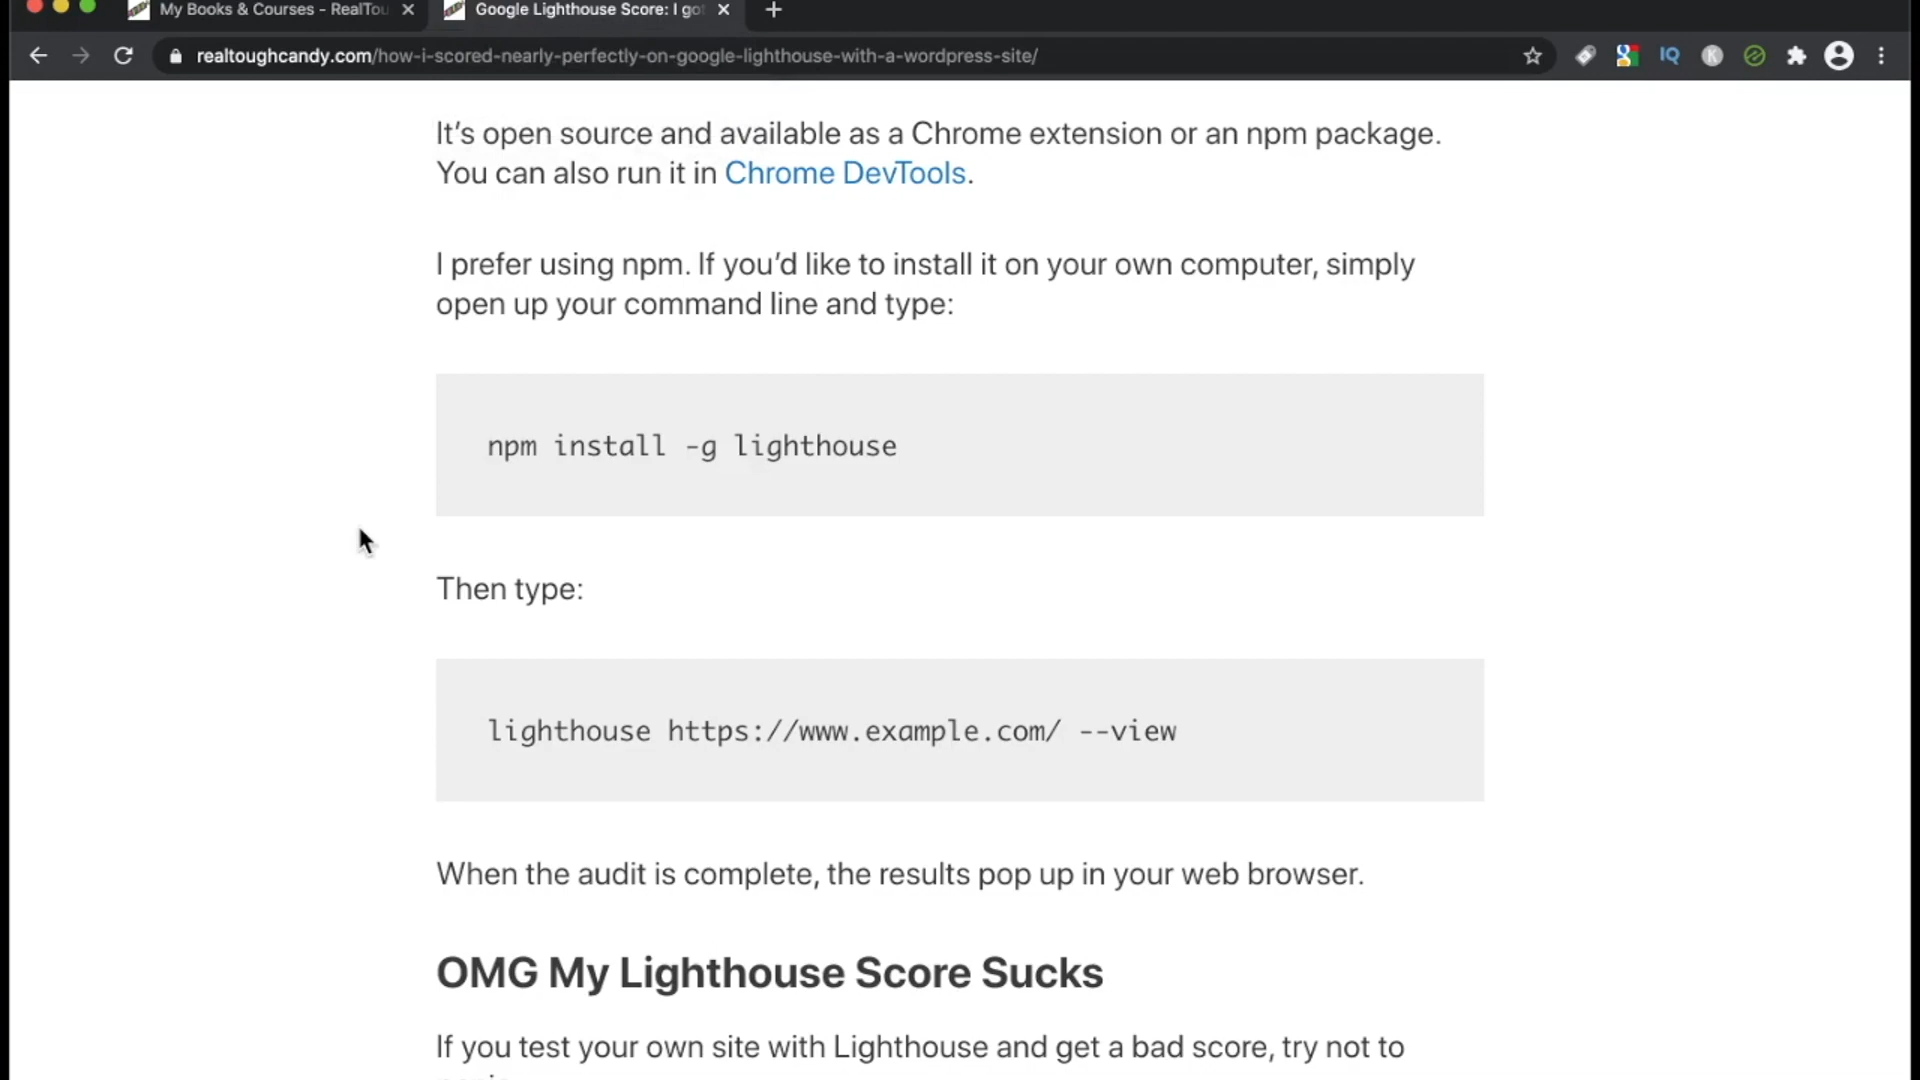 My Books & Courses - RealTou
Google Lighthouse Score: I got
realtoughcandy.com/how-i-scored-nearly-perfectly-on-google-lighthouse-with-a-wordpress-site/
IQ
K
It's open source and available as a Chrome extension or an npm package.
You can also run it in Chrome DevTools.
I prefer using npm. If you'd like to install it on your own computer, simply
open up your command line and type:
npm install -g lighthouse
Then type:
lighthouse https://www.example.com/ --view
When the audit is complete, the results pop up in your web browser.
OMG My Lighthouse Score Sucks
If you test your own site with Lighthouse and get a bad score, try not to